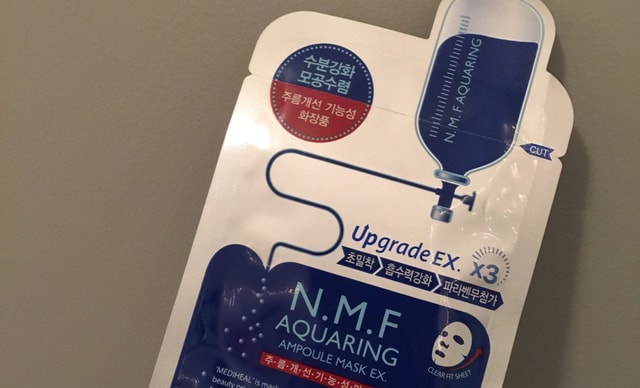 수분강화
모공수렴
주름개선 기능성
화장품
N.M.F AQUARING
CUT
Upgrade EX.
x3
초밀착 흡수력강화 파라벤무첨가
N.M.F
AQUARING
AMPOULE MASK EX.
주·름·개·선·기·능·성
CLEAR FIT SHEET
'MEDIHEAL' is
beauty